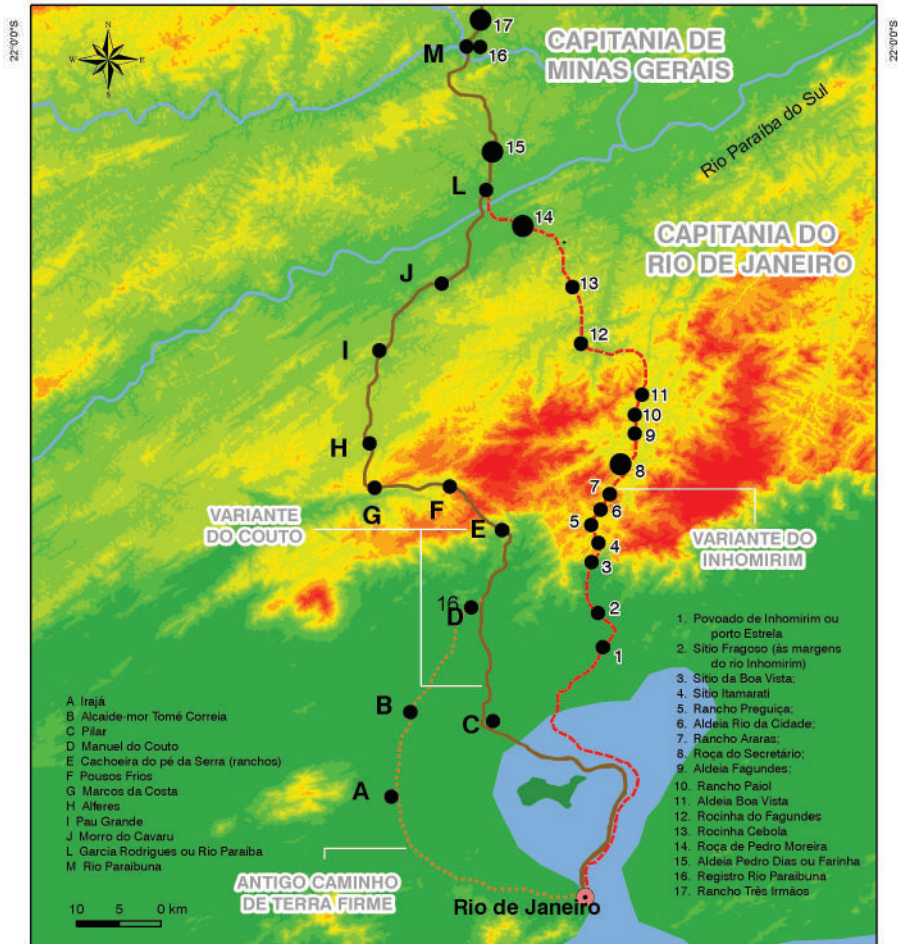 22°0'0"S
22°0'0"S
N
W
E
S
17
M
16
CAPITANIA DE
MINAS GERAIS
Rio Paraíba do Sul
15
L
14
CAPITANIA DO
RIO DE JANEIRO
J
13
I
12
11
10
9
H
8
G
F
7
6
VARIANTE
DO COUTO
E
5
4
VARIANTE DO
INHOMIRIM
3
16
D
2
1
B
C
A
1. Povoado de Inhomirim ou
porto Estrela
2. Sítio Fragoso (às margens
do rio Inhomirim)
3. Sítio da Boa Vista;
4. Sítio Itamarati
5. Rancho Preguiça;
6. Aldeia Rio da Cidade;
7. Rancho Araras;
8. Roça do Secretário;
9. Aldeia Fagundes;
10. Rancho Paiol
11. Aldeia Boa Vista
12. Rocinha do Fagundes
13. Rocinha Cebola
14. Roça de Pedro Moreira
15. Aldeia Pedro Dias ou Farinha
16. Registro Rio Paraibuna
17. Rancho Três Irmãos
A Irajá
B Alcaide-mor Tomé Correia
C Pilar
D Manuel do Couto
E Cachoeira do pé da Serra (ranchos)
F Pousos Frios
G Marcos da Costa
H Alferes
I Pau Grande
J Morro do Cavaru
L Garcia Rodrigues ou Rio Paraíba
M Rio Paraibuna
ANTIGO CAMINHO
DE TERRA FIRME
Rio de Janeiro
10 5 0 km